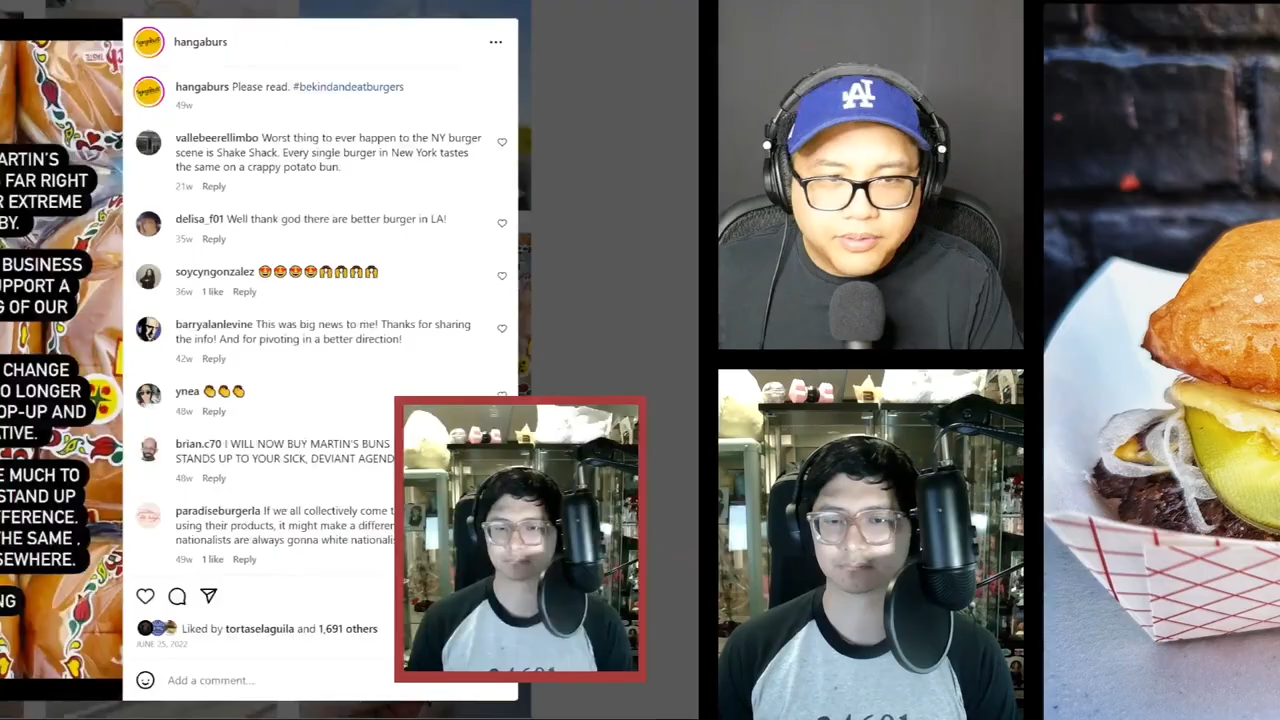 ARTIN'S
FAR RIGHT
EXTREME
BY.
BUSINESS
UPPORT A
OF OUR
CHANGE
LONGER
OP-UP AND
TIVE.
MUCH TO
STAND UP
FFERENCE.
THE SAME ,
SEWHERE.
NG
hangaburs
hangaburs Please read. #bekindandeatburgers
49w
vallebeerellimbo Worst thing to ever happen to the NY burger
scene is Shake Shack. Every single burger in New York tastes
the same on a crappy potato bun.
21w Reply
delisa_f01 Well thank god there are better burger in LA!
35w Reply
soycyngonzalez
36w 1 like Reply
barryalanlevine This was big news to me! Thanks for sharing
the info! And for pivoting in a better direction!
42w Reply
ynea
48w Reply
brian.c70 I WILL NOW BUY MARTIN'S BUNS
STANDS UP TO YOUR SICK, DEVIANT AGEND
48w Reply
paradiseburgerla If we all collectively come t
using their products, it might make a differen
nationalists are always gonna white nationalis
49w 1 like Reply
Liked by tortaselaguila and 1,691 others
JUNE 25, 2022
Add a comment...
LA